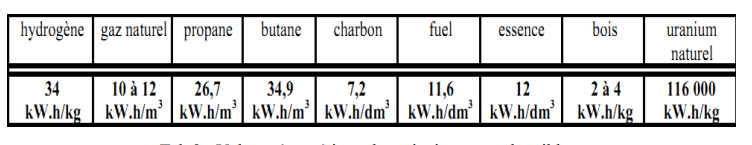 hydrogène gaz naturel propane butane charbon fuel essence bois uranium naturel
34 kW.h/kg 10 à 12 kW.h/m³ 26,7 kW.h/m³ 34,9 kW.h/m³ 7,2 kW.h/dm³ 11,6 kW.h/dm³ 12 kW.h/dm³ 2 à 4 kW.h/kg 116 000 kW.h/kg